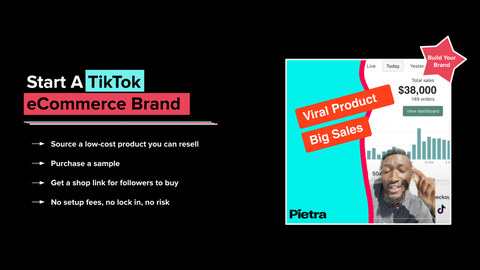 Start A TikTok
eCommerce Brand
Source a low-cost product you can resell
Purchase a sample
Get a shop link for followers to buy
No setup fees, no lock in, no risk
Build Your
Brand
Live
Today
Yester
Total sales
$38,000
149 orders
View dashboard
Viral Product
Big Sales
Pietra